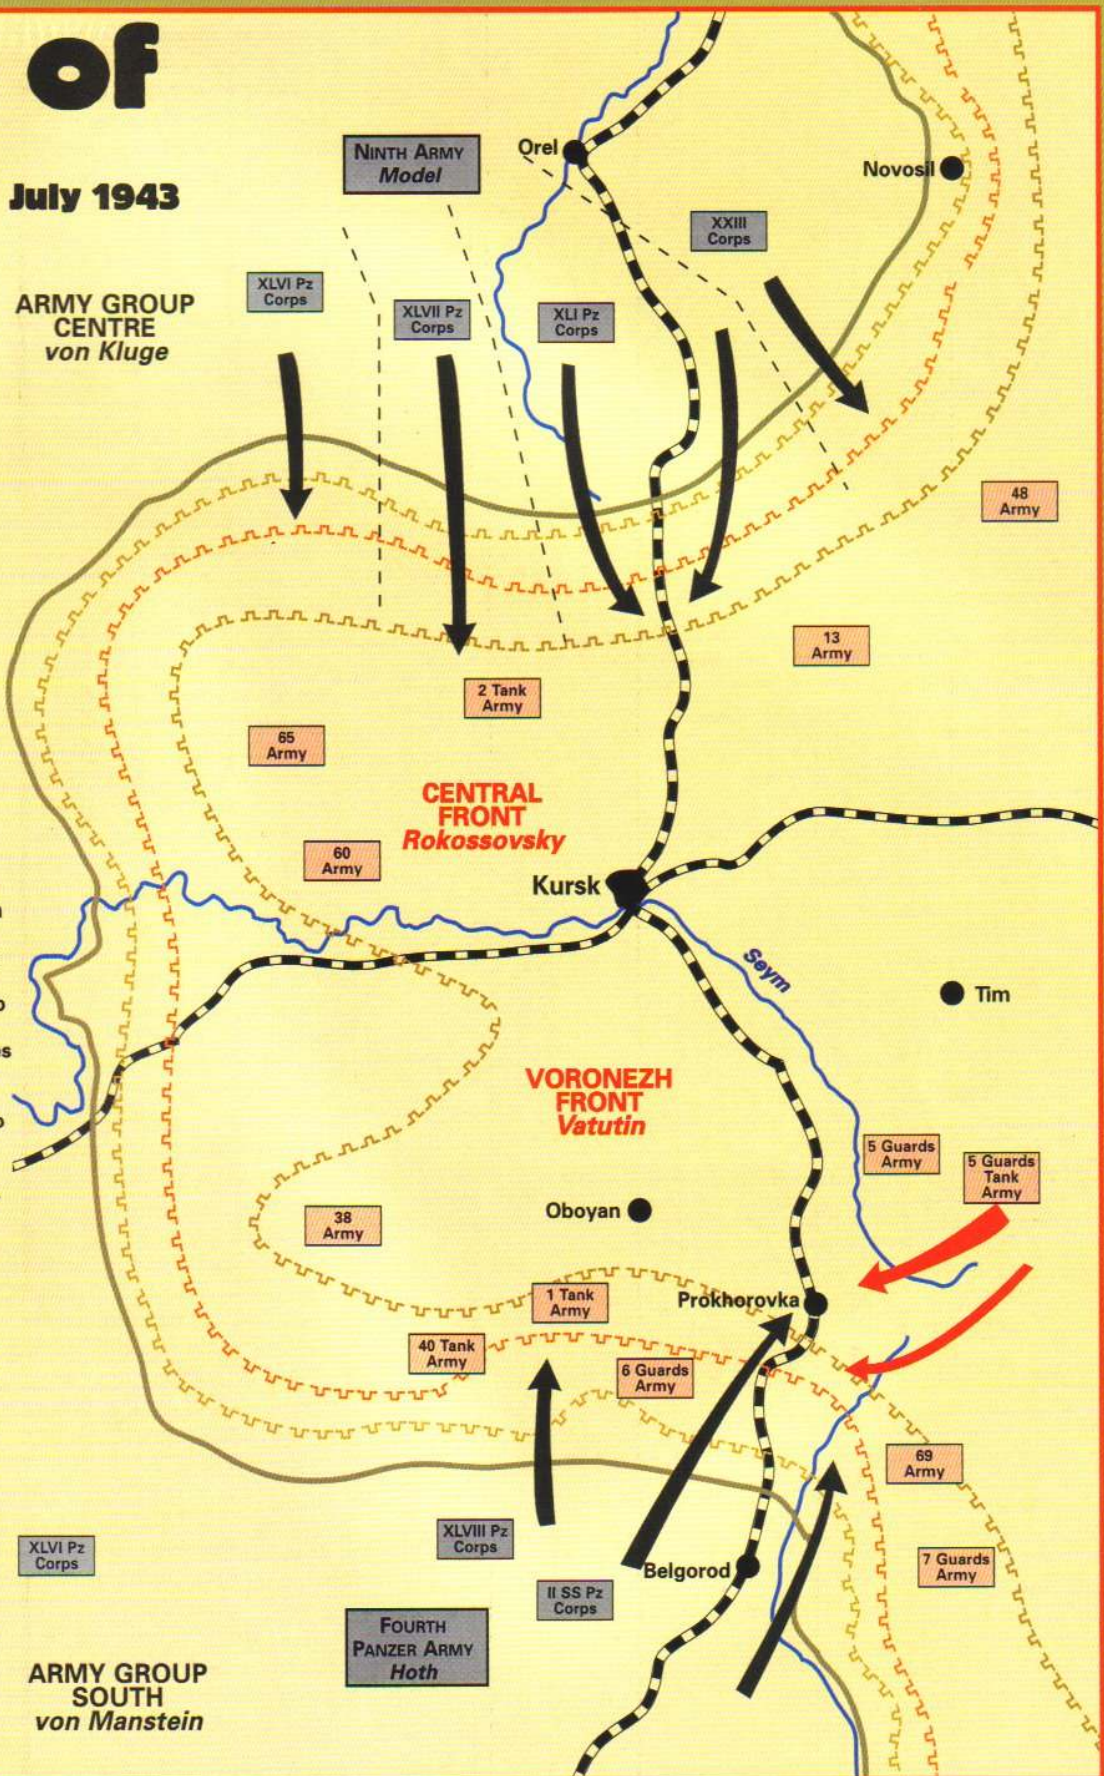 of
July 1943
NINTH ARMY
Model
Orel
Novosil
XXIII
Corps
ARMY GROUP
CENTRE
von Kluge
XLVI Pz
Corps
XLVII Pz
Corps
XLI Pz
Corps
48
Army
13
Army
2 Tank
Army
65
Army
CENTRAL
FRONT
Rokossovsky
60
Army
Kursk
Seym
Tim
VORONEZH
FRONT
Vatutin
5 Guards
Army
5 Guards
Tank
Army
38
Army
Oboyan
1 Tank
Army
Prokhorovka
40 Tank
Army
6 Guards
Army
69
Army
XLVI Pz
Corps
XLVIII Pz
Corps
7 Guards
Army
Belgorod
II SS Pz
Corps
FOURTH
PANZER ARMY
Hoth
ARMY GROUP
SOUTH
von Manstein